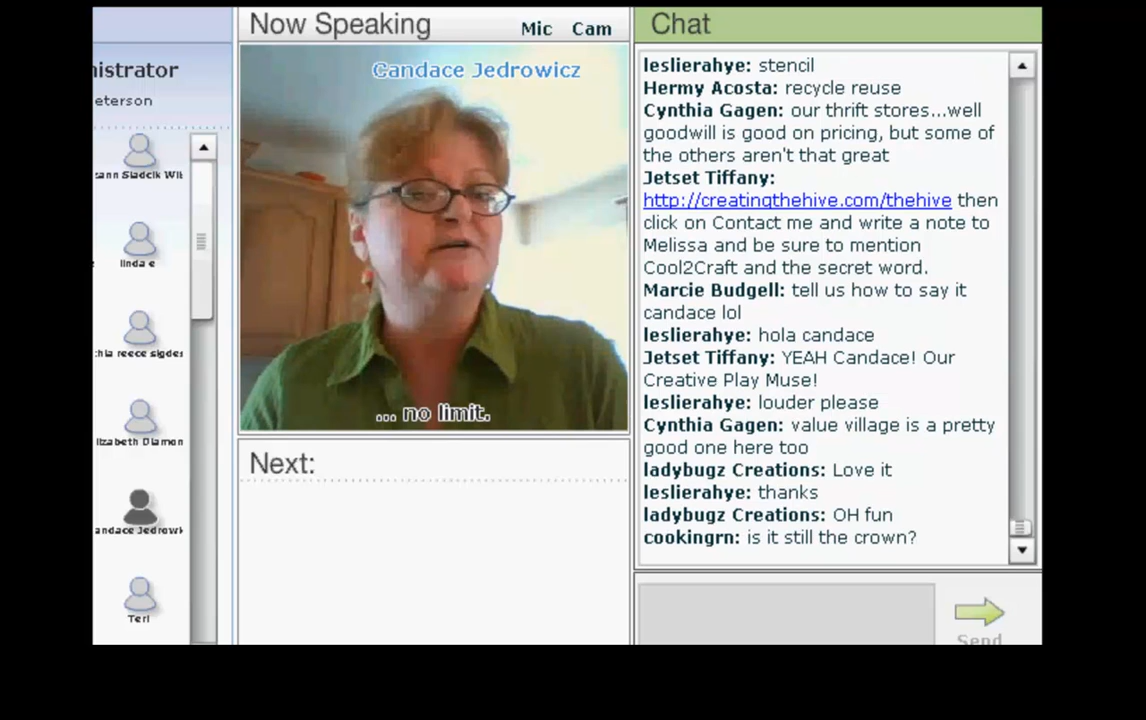 Now Speaking
Mic Cam
Chat
nistrator
eterson
linda e
Teri
Candace Jedrowicz
... no limit.
Next:
leslierahye: stencil
Hermy Acosta: recycle reuse
Cynthia Gagen: our thrift stores...well
goodwill is good on pricing, but some of
the others aren't that great
Jetset Tiffany:
http://creatingthehive.com/thehive then
click on Contact me and write a note to
Melissa and be sure to mention
Cool2Craft and the secret word.
Marcie Budgell: tell us how to say it
candace lol
leslierahye: hola candace
Jetset Tiffany: YEAH Candace! Our
Creative Play Muse!
leslierahye: louder please
Cynthia Gagen: value village is a pretty
good one here too
ladybugz Creations: Love it
leslierahye: thanks
ladybugz Creations: OH fun
cookingrn: is it still the crown?
Send